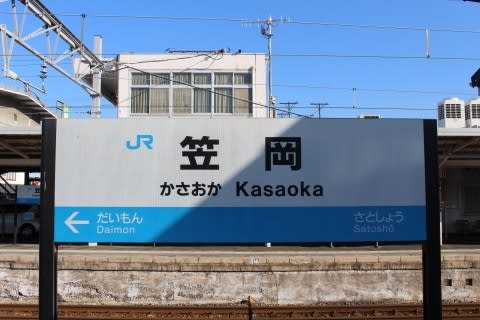 JR 笠岡
かさおか Kasaoka
← だいもん さとしょう
Daimon Satoshō